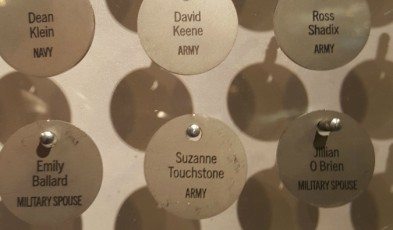 Dean
Klein
NAVY
David
Keene
ARMY
Ross
Shadix
ARMY
Emily
Ballard
MILITARY SPOUSE
Suzanne
Touchstone
ARMY
Jillian
O Brien
MILITARY SPOUSE